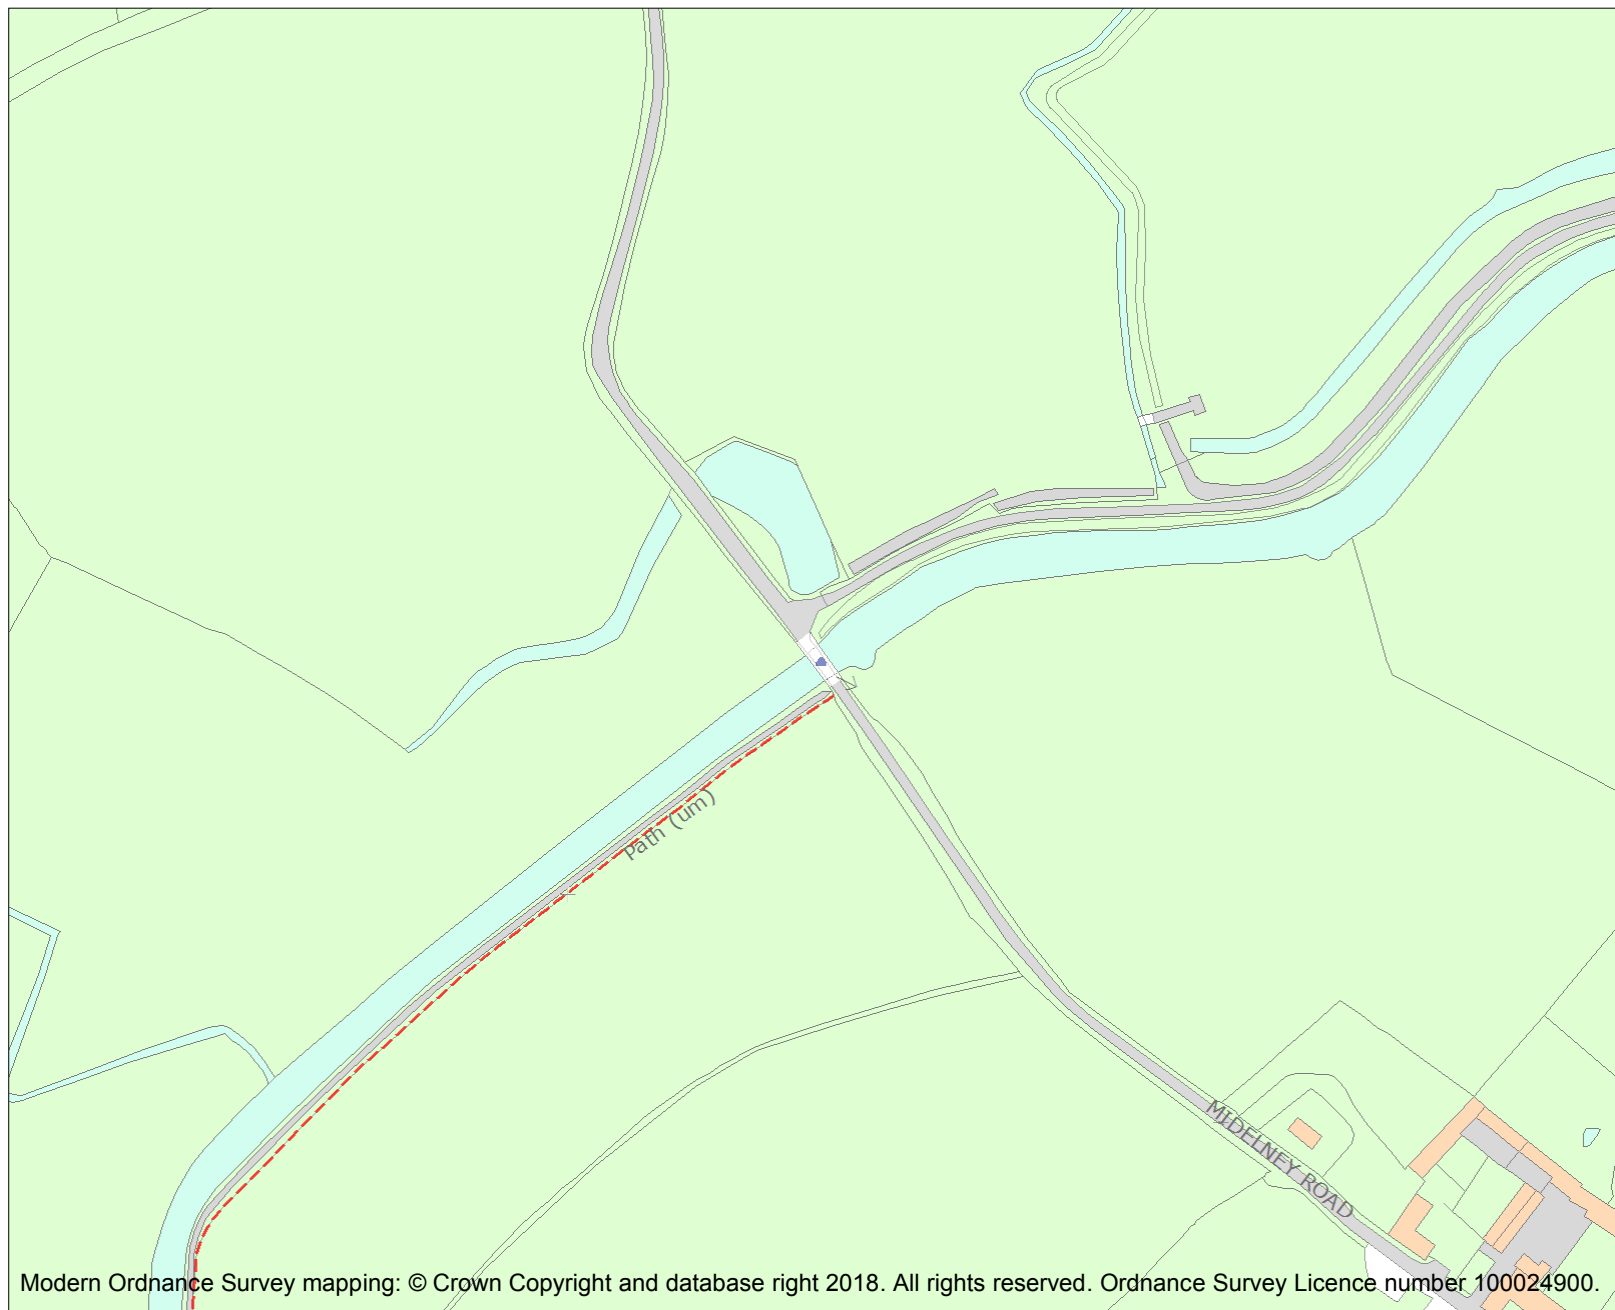 Path (um)
MIDELNEY ROAD
Modern Ordnance Survey mapping: © Crown Copyright and database right 2018. All rights reserved. Ordnance Survey Licence number 100024900.